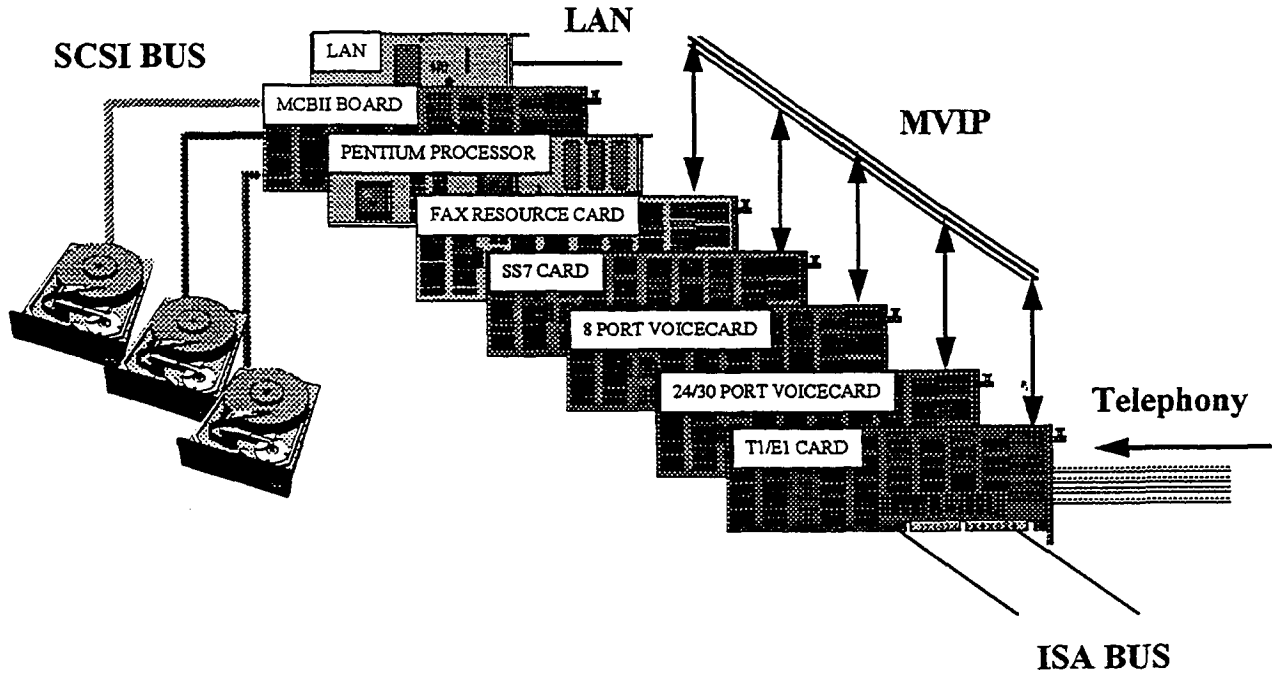 LAN
SCSI BUS
LAN
MCBII BOARD
MVIP
PENTIUM PROCESSOR
FAX RESOURCE CARD
SS7 CARD
8 PORT VOICECARD
24/30 PORT VOICECARD
Telephony
T1/E1 CARD
ISA BUS